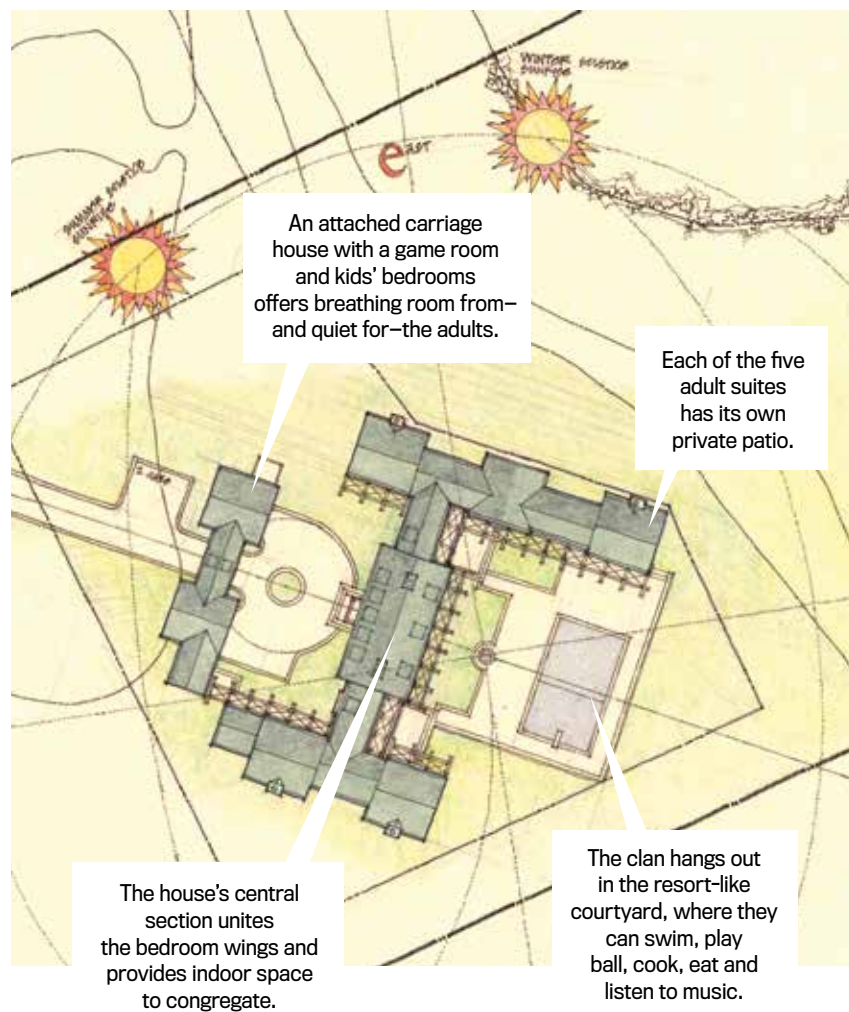 WINTER SOLSTICE
SUNRISE
eAST
SUMMER SOLSTICE
SUNRISE
An attached carriage
house with a game room
and kids’ bedrooms
offers breathing room from–
and quiet for–the adults.
Each of the five
adult suites
has its own
private patio.
The house’s central
section unites
the bedroom wings and
provides indoor space
to congregate.
The clan hangs out
in the resort-like
courtyard, where they
can swim, play
ball, cook, eat and
listen to music.